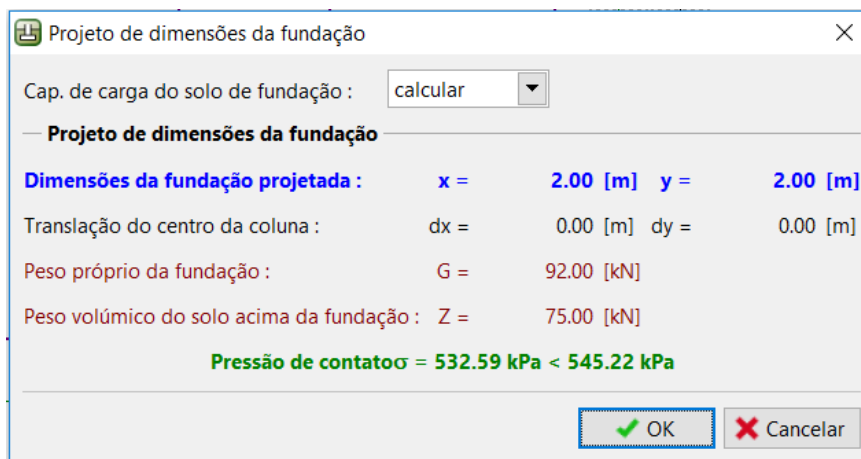 Projeto de dimensões da fundação
Cap. de carga do solo de fundação : calcular
Projeto de dimensões da fundação
Dimensões da fundação projetada : x = 2.00 [m] y = 2.00 [m]
Translação do centro da coluna : dx = 0.00 [m] dy = 0.00 [m]
Peso próprio da fundação : G = 92.00 [kN]
Peso volúmico do solo acima da fundação : Z = 75.00 [kN]
Pressão de contatoσ = 532.59 kPa < 545.22 kPa
OK Cancelar